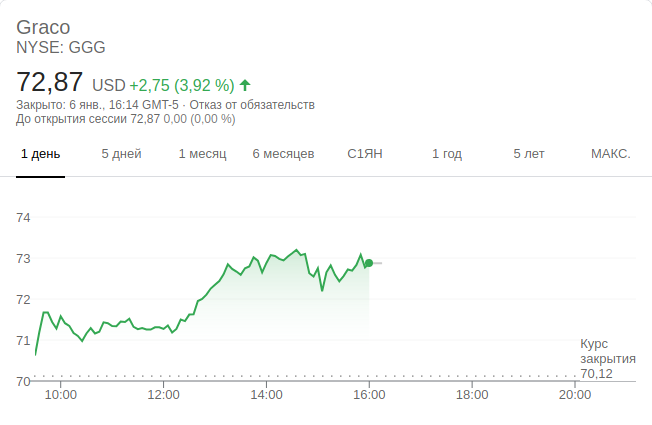 Graco
NYSE: GGG
72,87 USD +2,75 (3,92 %)
Закрыто: 6 янв., 16:14 GMT-5 · Отказ от обязательств
До открытия сессии 72,87 0,00 (0,00 %)
1 день 5 дней 1 месяц 6 месяцев С1ЯН 1 год 5 лет МАКС.
74
73
72
71
70
Курс
закрытия
70,12
10:00 12:00 14:00 16:00 18:00 20:00